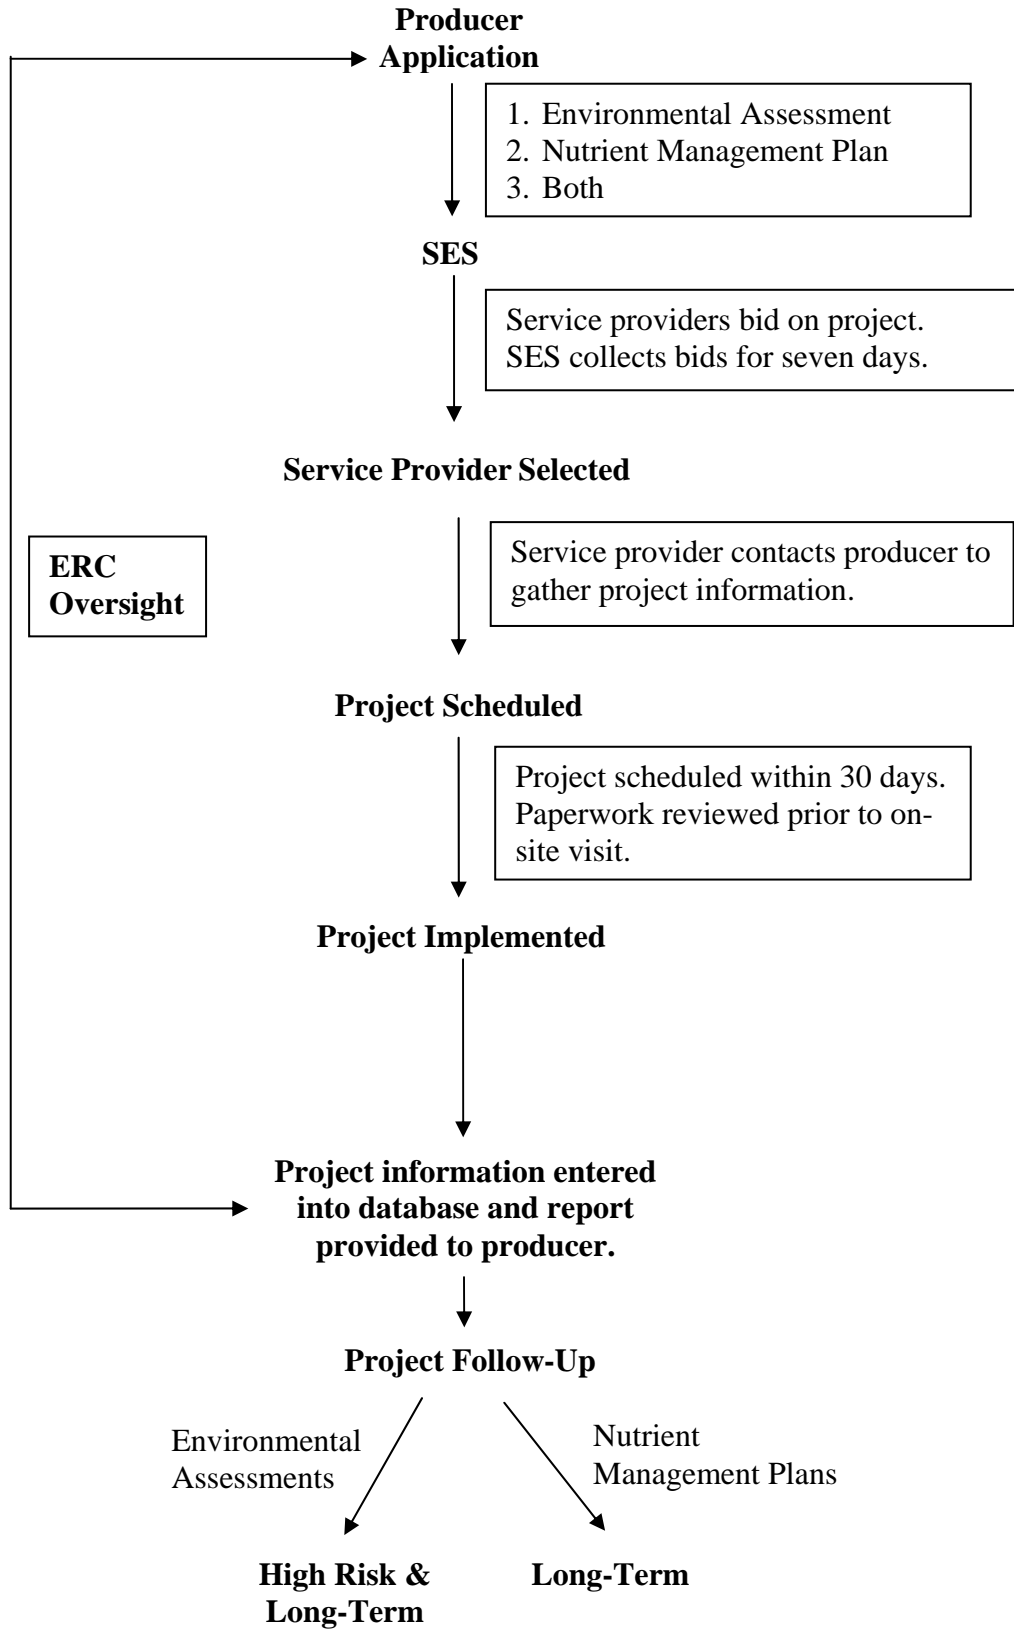 Producer
Application
1. Environmental Assessment
2. Nutrient Management Plan
3. Both
SES
Service providers bid on project.
SES collects bids for seven days.
Service Provider Selected
ERC
Oversight
Service provider contacts producer to
gather project information.
Project Scheduled
Project scheduled within 30 days.
Paperwork reviewed prior to on-
site visit.
Project Implemented
Project information entered
into database and report
provided to producer.
Project Follow-Up
Environmental
Assessments
Nutrient
Management Plans
High Risk &
Long-Term
Long-Term